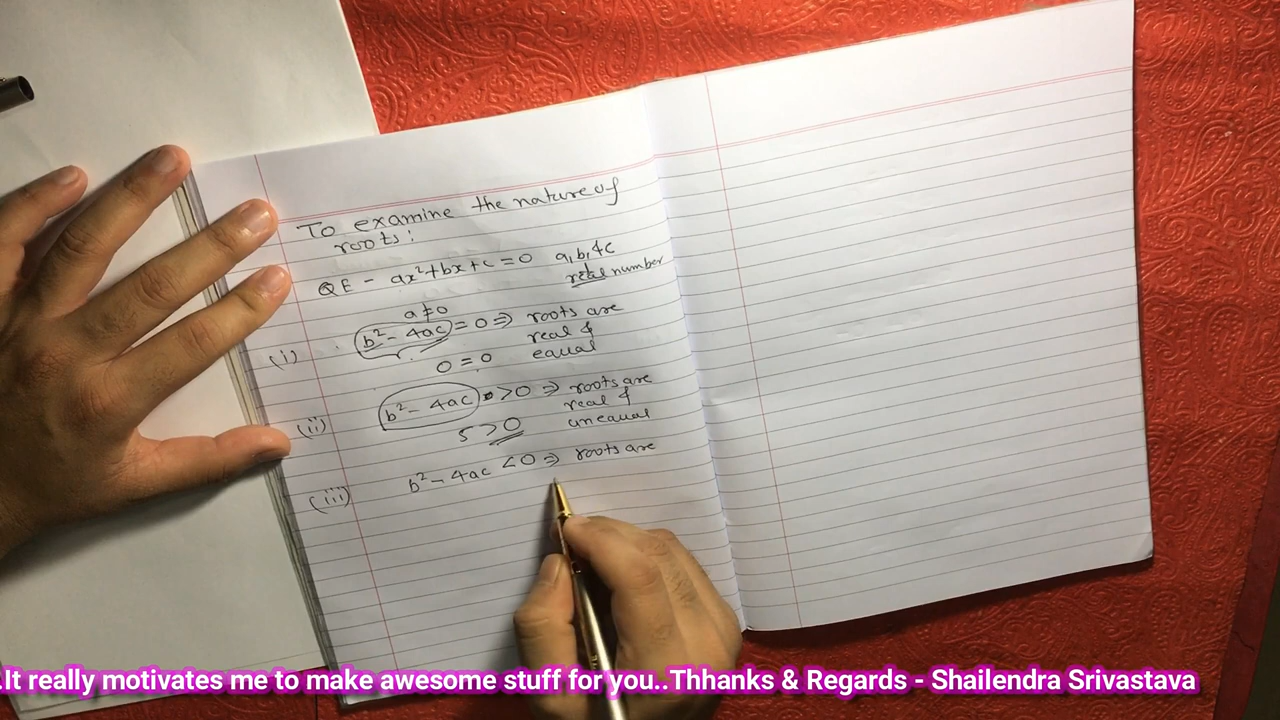 To examine the nature of
roots:
QE - ax²+bx+c=0 a,b,&c
real number
a≠0
(i) b²-4ac=0⇒ roots are
real &
0=0 equal
(ii) b²-4ac>0⇒ roots are
real &
5>0 unequal
(iii) b²-4ac<0⇒ roots are
.It really motivates me to make awesome stuff for you..Thhanks & Regards - Shailendra Srivastava